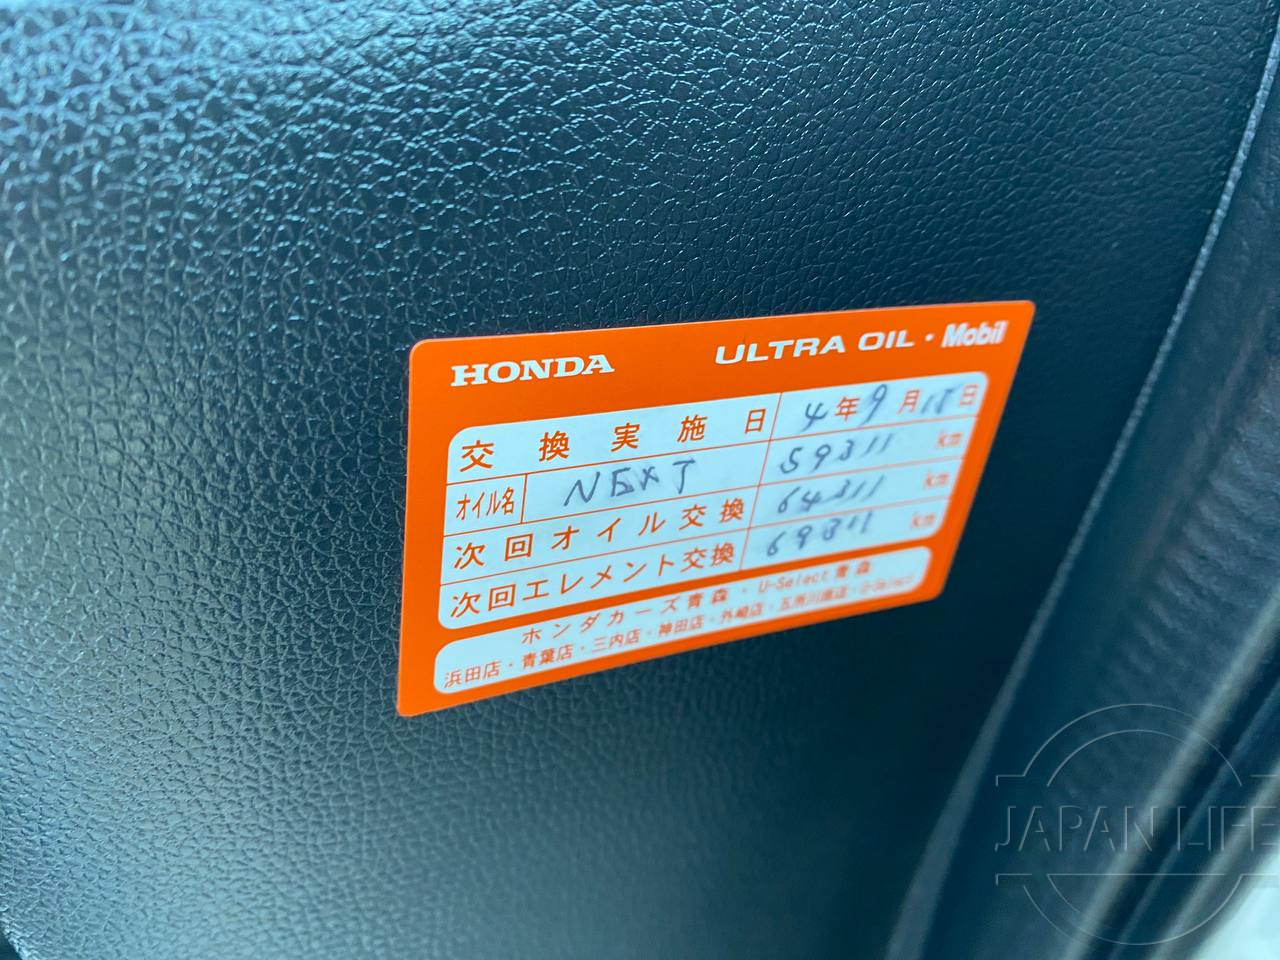 HONDA ULTRA OIL・Mobil
交換実施日 4年9月18日
オイル名 NEXT 59311 km
次回オイル交換 64311 km
次回エレメント交換 69311 km
ホンダカーズ青森・U-Select青森
浜田店・青葉店・三内店・神田店・外崎店・五所川原店・U-Select
JAPAN LIFE